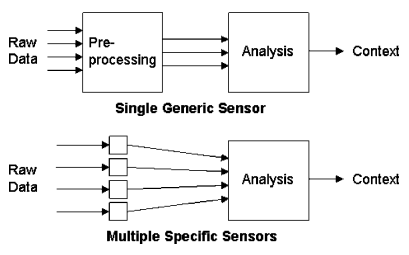 Raw
Data
Pre-
processing
Analysis
Context
Single Generic Sensor
Raw
Data
Analysis
Context
Multiple Specific Sensors